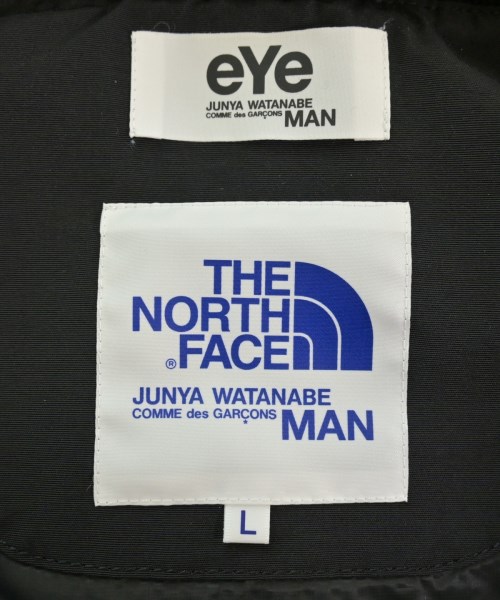 eYe
JUNYA WATANABE
COMME des GARÇONS MAN
THE
NORTH
® FACE
JUNYA WATANABE
COMME des GARÇONS MAN
L